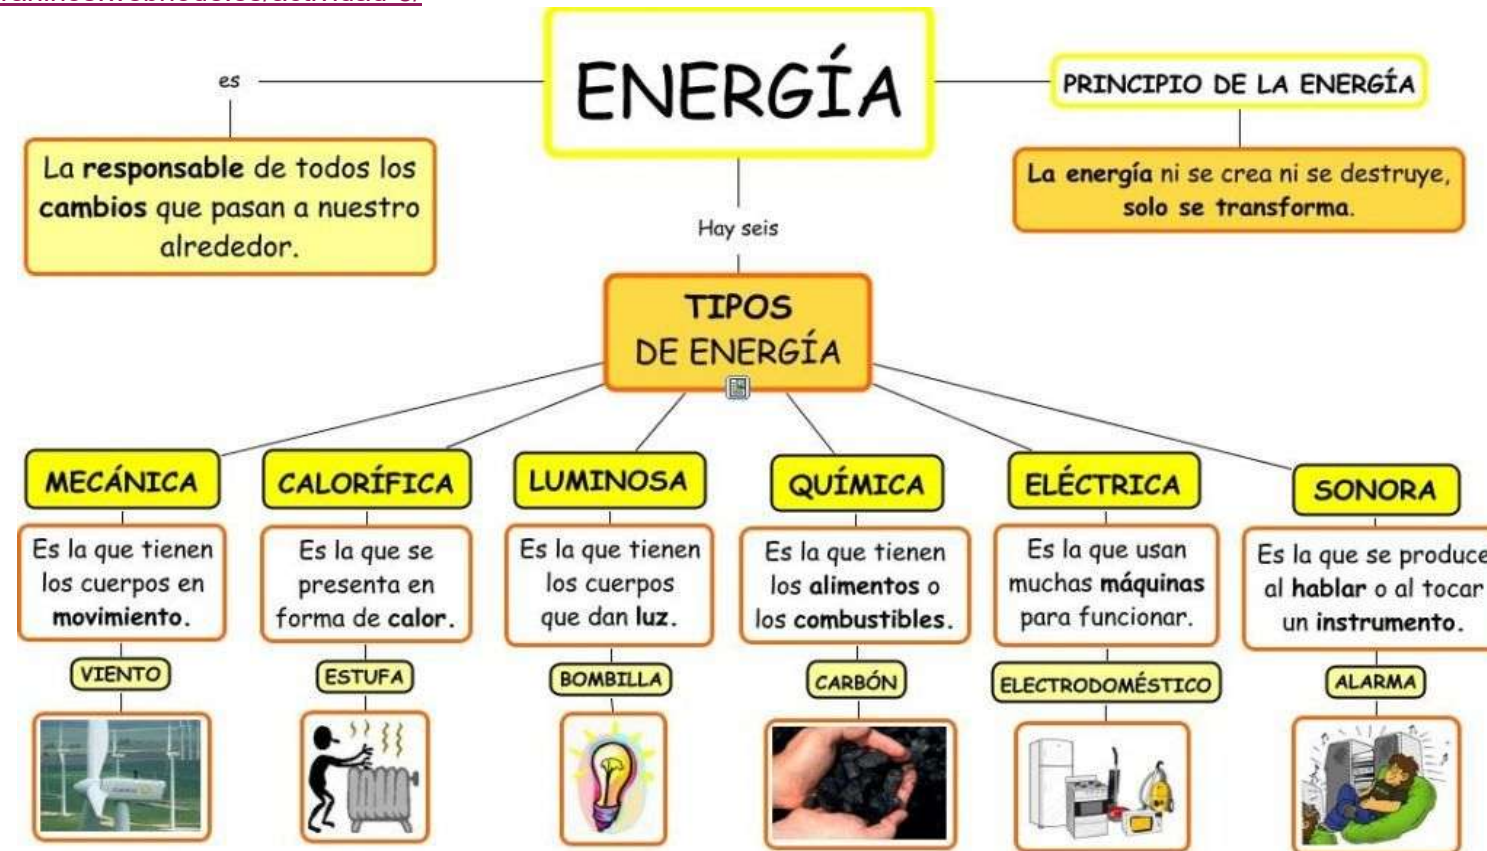 ENERGÍA
es
La responsable de todos los
cambios que pasan a nuestro
alrededor.
PRINCIPIO DE LA ENERGÍA
La energía ni se crea ni se destruye,
solo se transforma.
Hay seis
TIPOS
DE ENERGÍA
MECÁNICA
Es la que tienen
los cuerpos en
movimiento.
VIENTO
CALORÍFICA
Es la que se
presenta en
forma de calor.
ESTUFA
LUMINOSA
Es la que tienen
los cuerpos
que dan luz.
BOMBILLA
QUÍMICA
Es la que tienen
los alimentos o
los combustibles.
CARBÓN
ELÉCTRICA
Es la que usan
muchas máquinas
para funcionar.
ELECTRODOMÉSTICO
SONORA
Es la que se produce
al hablar o al tocar
un instrumento.
ALARMA